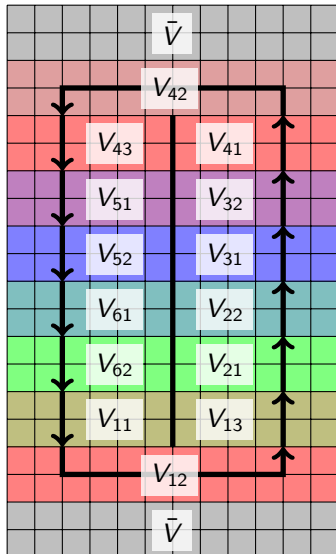 V̄
V₄₂
V₄₃ V₄₁
V₅₁ V₃₂
V₅₂ V₃₁
V₆₁ V₂₂
V₆₂ V₂₁
V₁₁ V₁₃
V₁₂
V̄